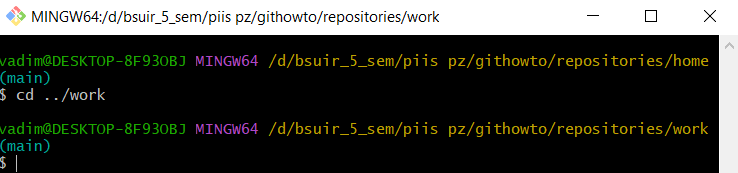 MINGW64:/d/bsuir_5_sem/piis pz/githowto/repositories/work
vadim@DESKTOP-8F93OBJ MINGW64 /d/bsuir_5_sem/piis pz/githowto/repositories/home
(main)
$ cd ../work
vadim@DESKTOP-8F93OBJ MINGW64 /d/bsuir_5_sem/piis pz/githowto/repositories/work
(main)
$